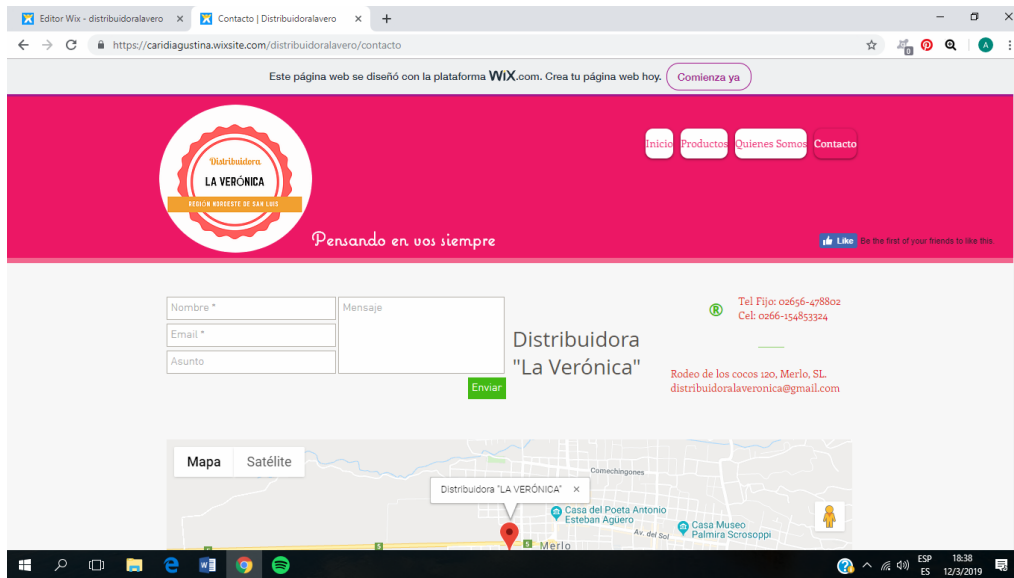 Editor Wix - distribuidoralavero
Contacto | Distribuidoralavero
https://caridiagustina.wixsite.com/distribuidoralavero/contacto
0
A
Este página web se diseñó con la plataforma WiX.com. Crea tu página web hoy.
Comienza ya
Distribuidora
LA VERÓNICA
REGIÓN NOROESTE DE SAN LUIS
Pensando en vos siempre
Inicio
Productos
Quienes Somos
Contacto
Like
Be the first of your friends to like this.
Nombre *
Email *
Asunto
Mensaje
Enviar
Distribuidora
"La Verónica"
®
Tel Fijo: 02656-478802
Cel: 0266-154853324
Rodeo de los cocos 120, Merlo, SL.
distribuidoralaveronica@gmail.com
Mapa
Satélite
Comechingones
Distribuidora "LA VERÓNICA"
Casa del Poeta Antonio
Esteban Agüero
Casa Museo
Palmira Scrosoppi
Av. del Sol
Merlo
5
5
5
ESP
ES
18:38
12/3/2019